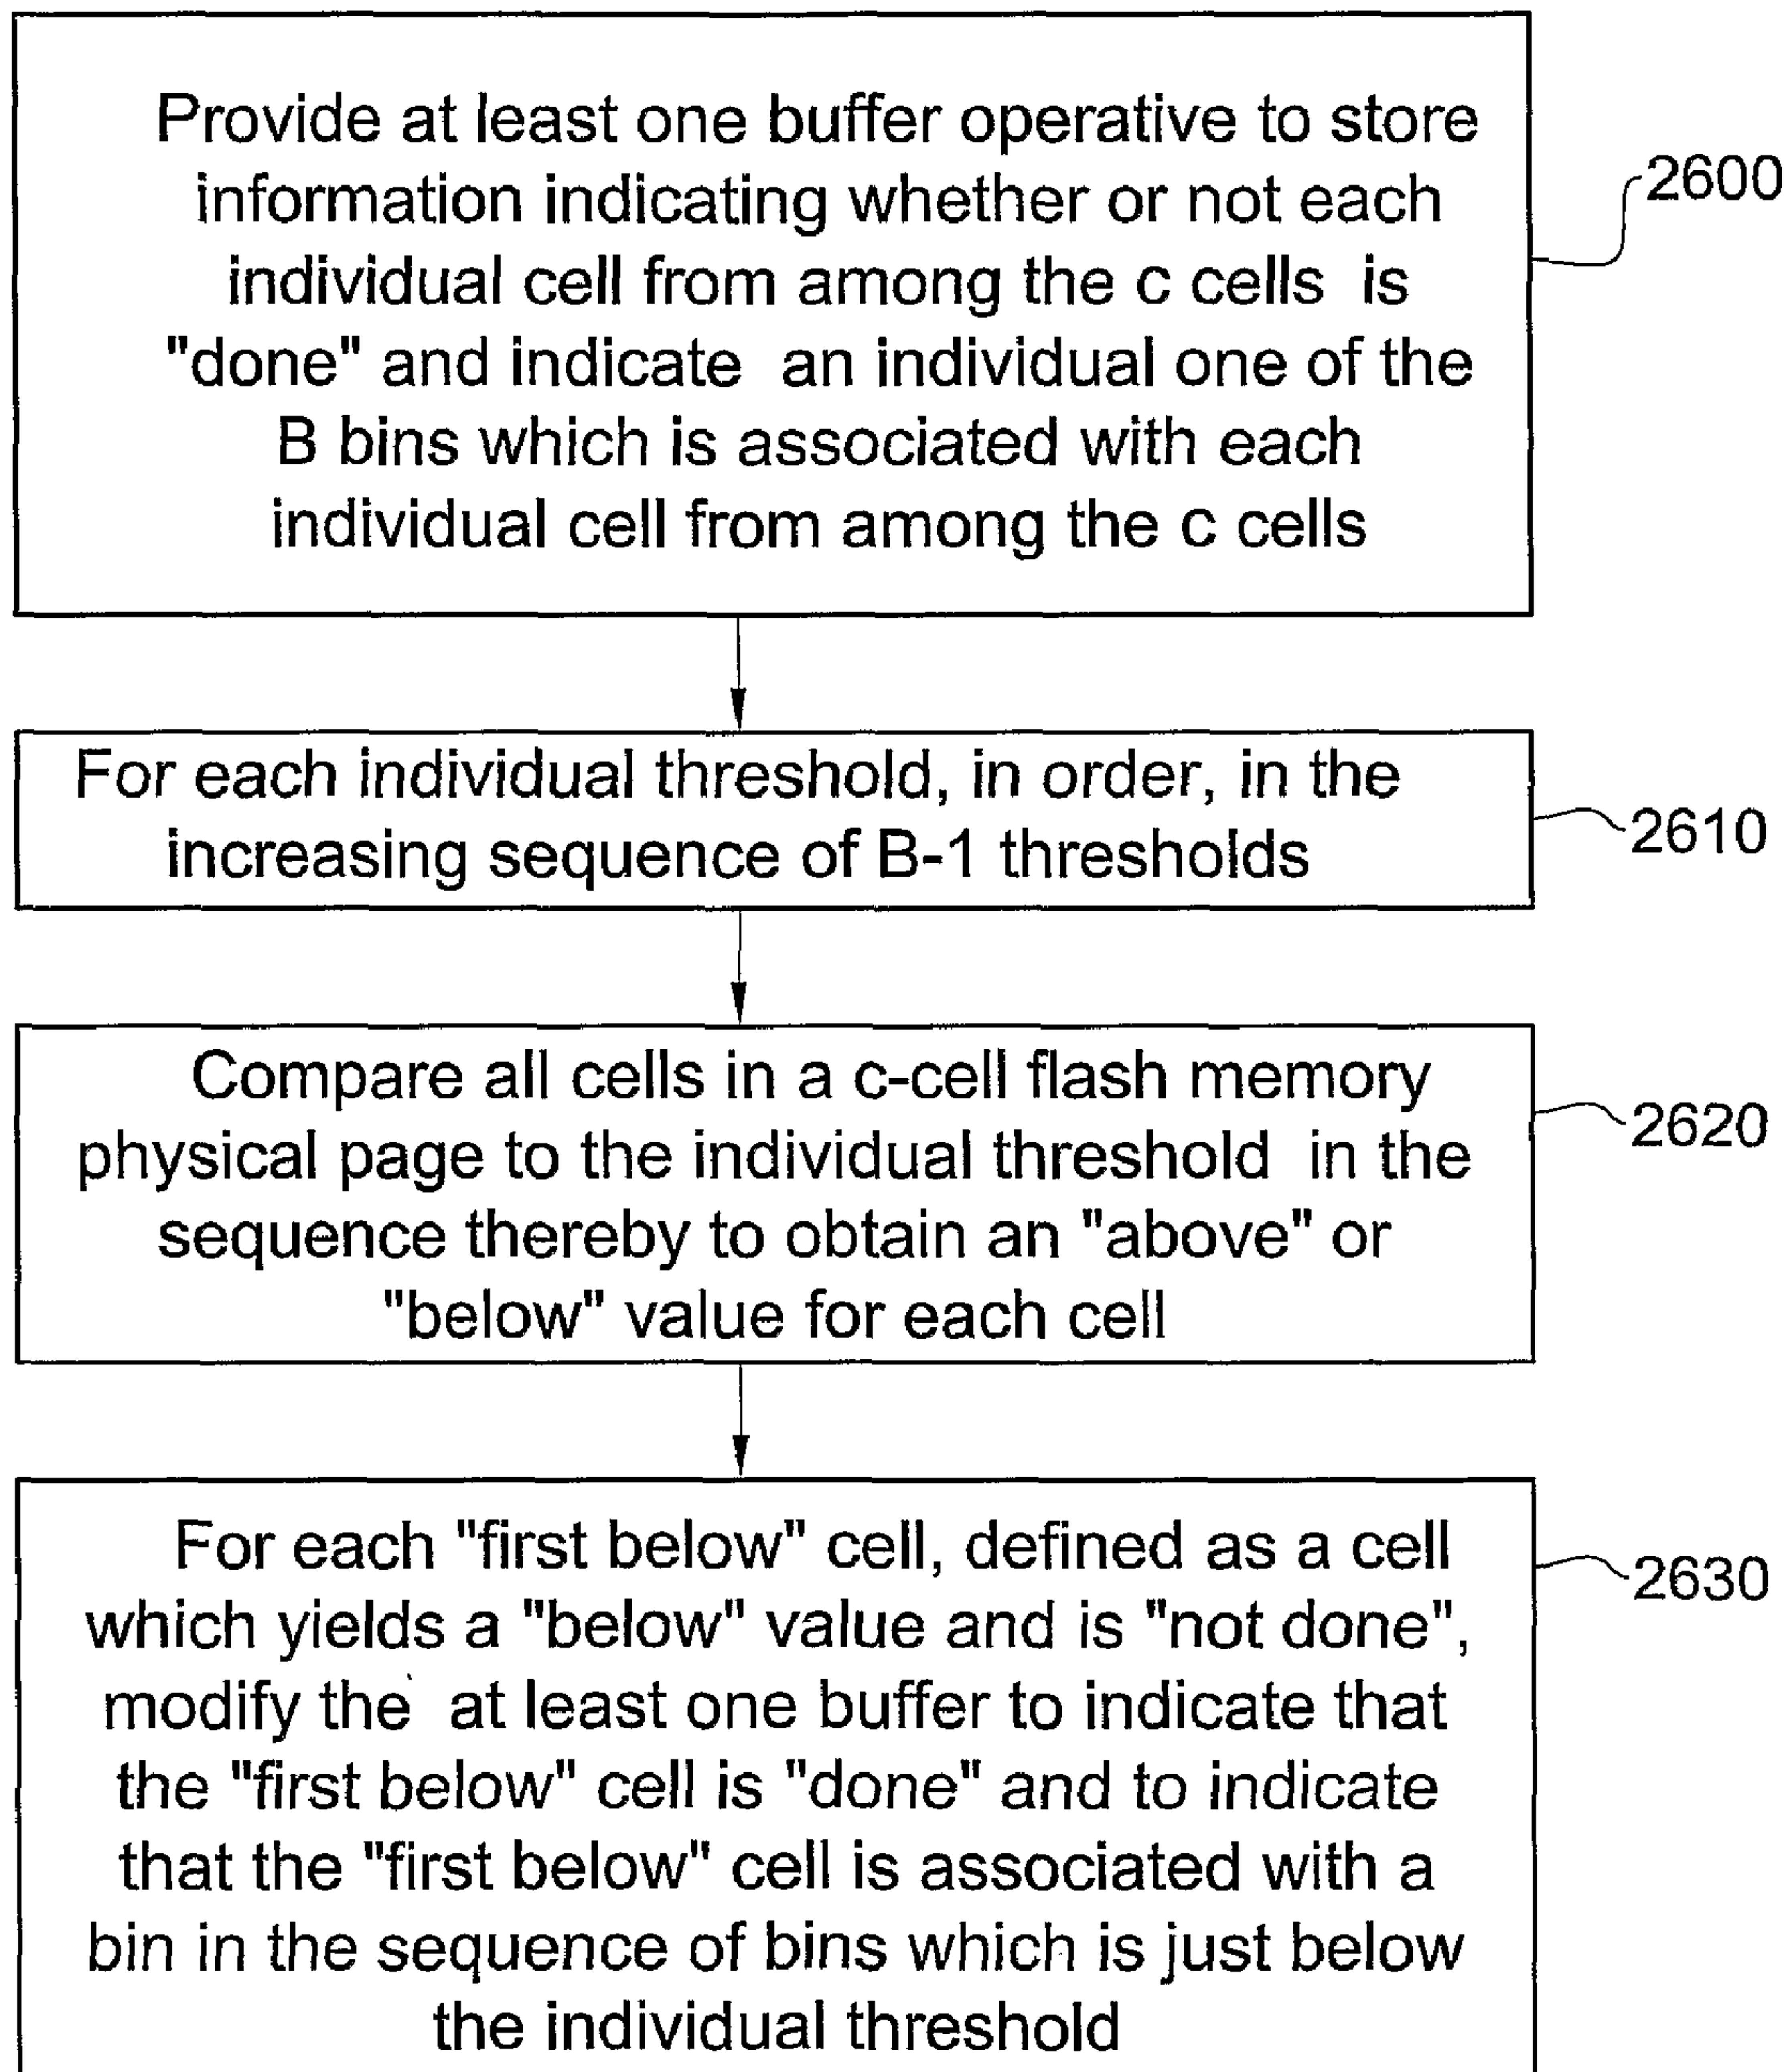 Provide at least one buffer operative to store
information indicating whether or not each
individual cell from among the c cells is
"done" and indicate an individual one of the
B bins which is associated with each
individual cell from among the c cells
2600
For each individual threshold, in order, in the
increasing sequence of B-1 thresholds
2610
Compare all cells in a c-cell flash memory
physical page to the individual threshold in the
sequence thereby to obtain an "above" or
"below" value for each cell
2620
For each "first below" cell, defined as a cell
which yields a "below" value and is "not done",
modify the at least one buffer to indicate that
the "first below" cell is "done" and to indicate
that the "first below" cell is associated with a
bin in the sequence of bins which is just below
the individual threshold
2630